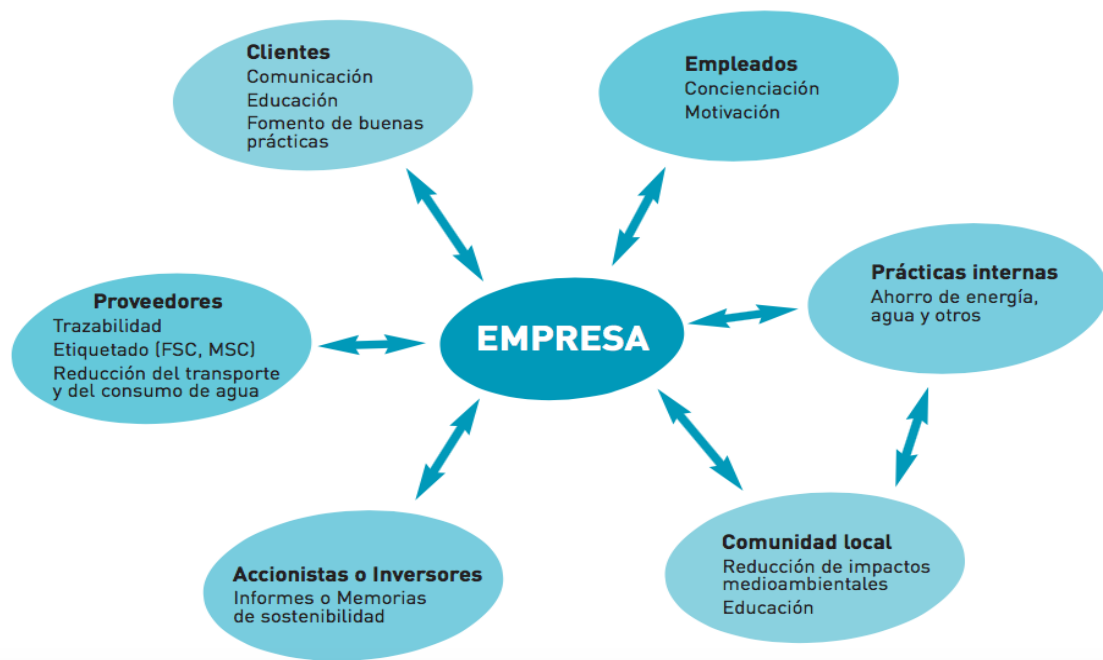 Clientes
Comunicación
Educación
Fomento de buenas
prácticas
Empleados
Concienciación
Motivación
Prácticas internas
Ahorro de energía,
agua y otros
Proveedores
Trazabilidad
Etiquetado (FSC, MSC)
Reducción del transporte
y del consumo de agua
EMPRESA
Accionistas o Inversores
Informes o Memorias
de sostenibilidad
Comunidad local
Reducción de impactos
medioambientales
Educación